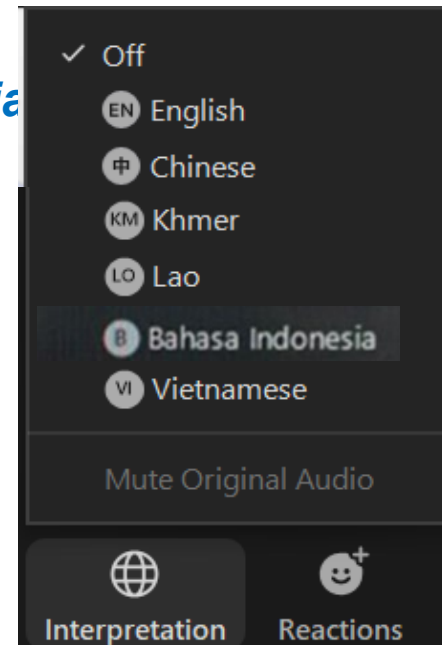 Off
EN English
中 Chinese
KM Khmer
LO Lao
B Bahasa Indonesia
VI Vietnamese
Mute Original Audio
Interpretation Reactions